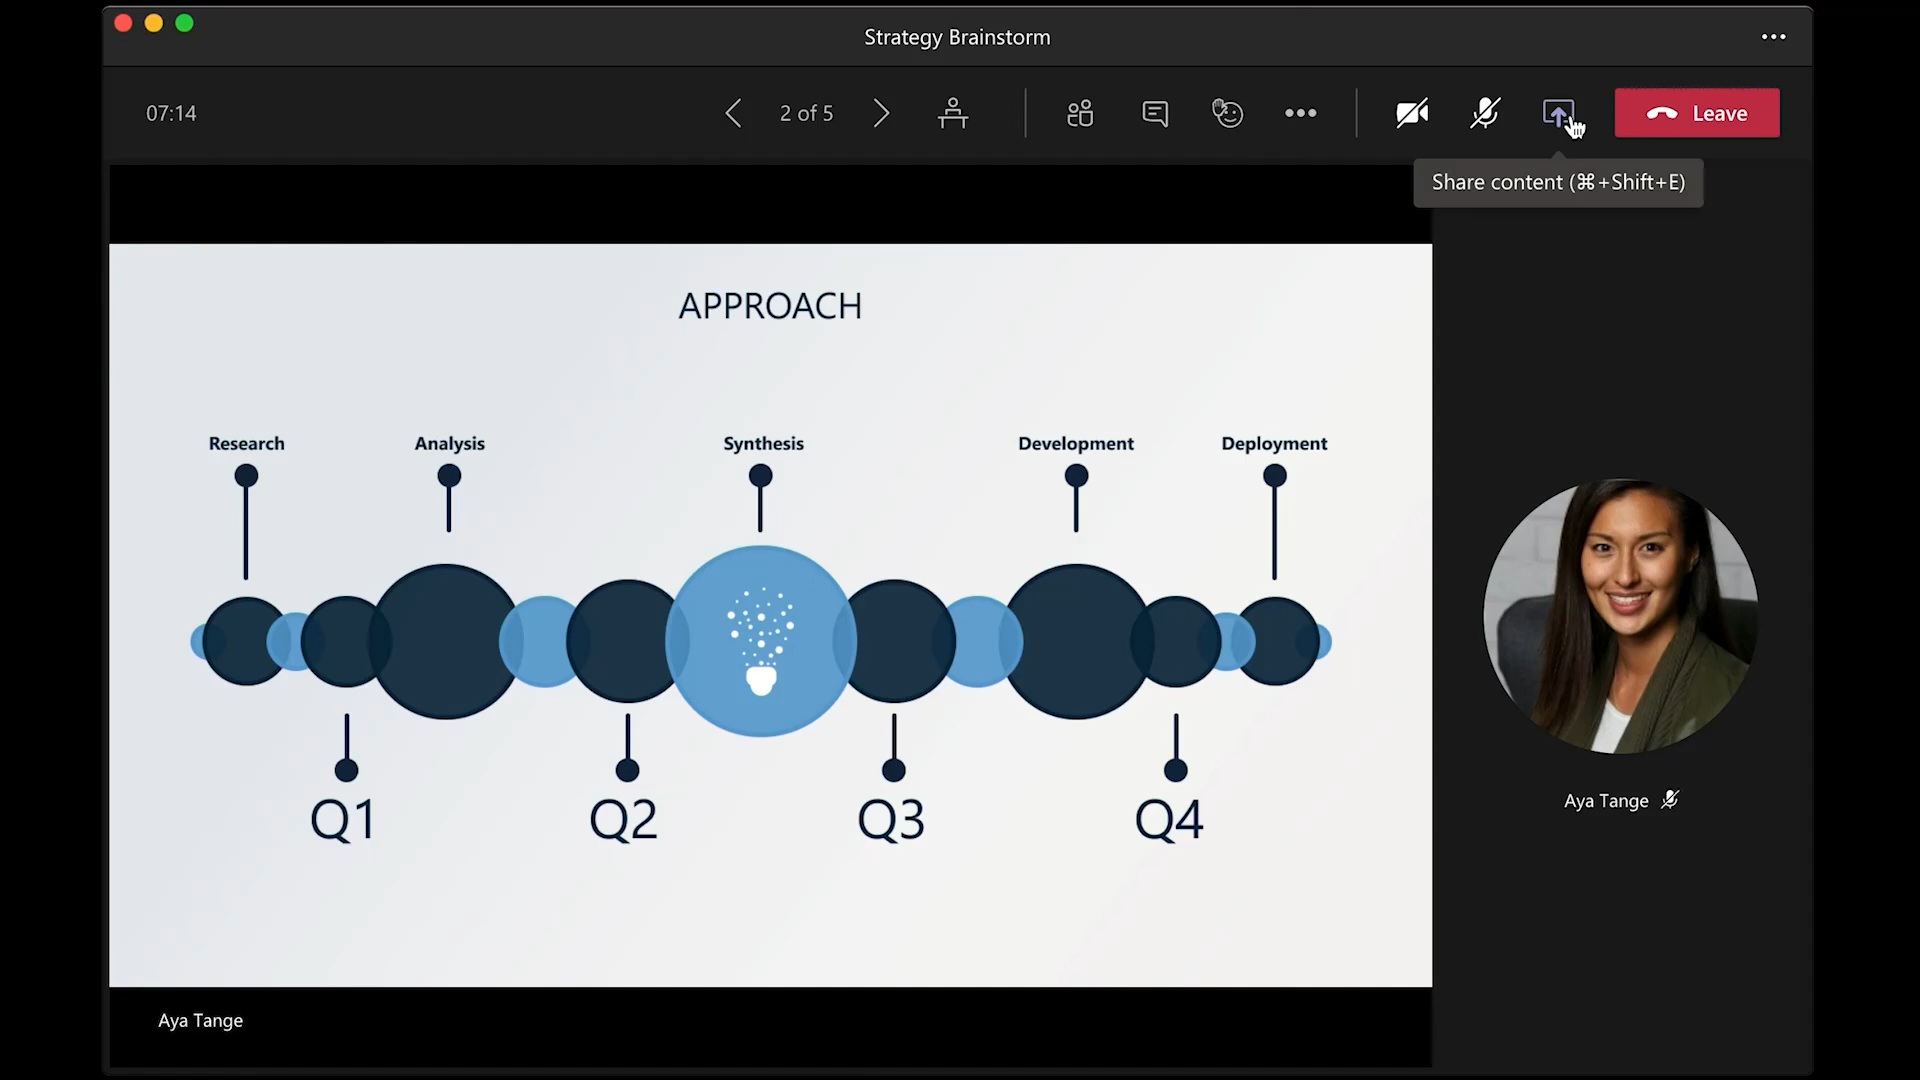 Strategy Brainstorm
07:14
2 of 5
Leave
Share content (⌘+Shift+E)
APPROACH
Research
Analysis
Synthesis
Development
Deployment
Q1
Q2
Q3
Q4
Aya Tange
Aya Tange